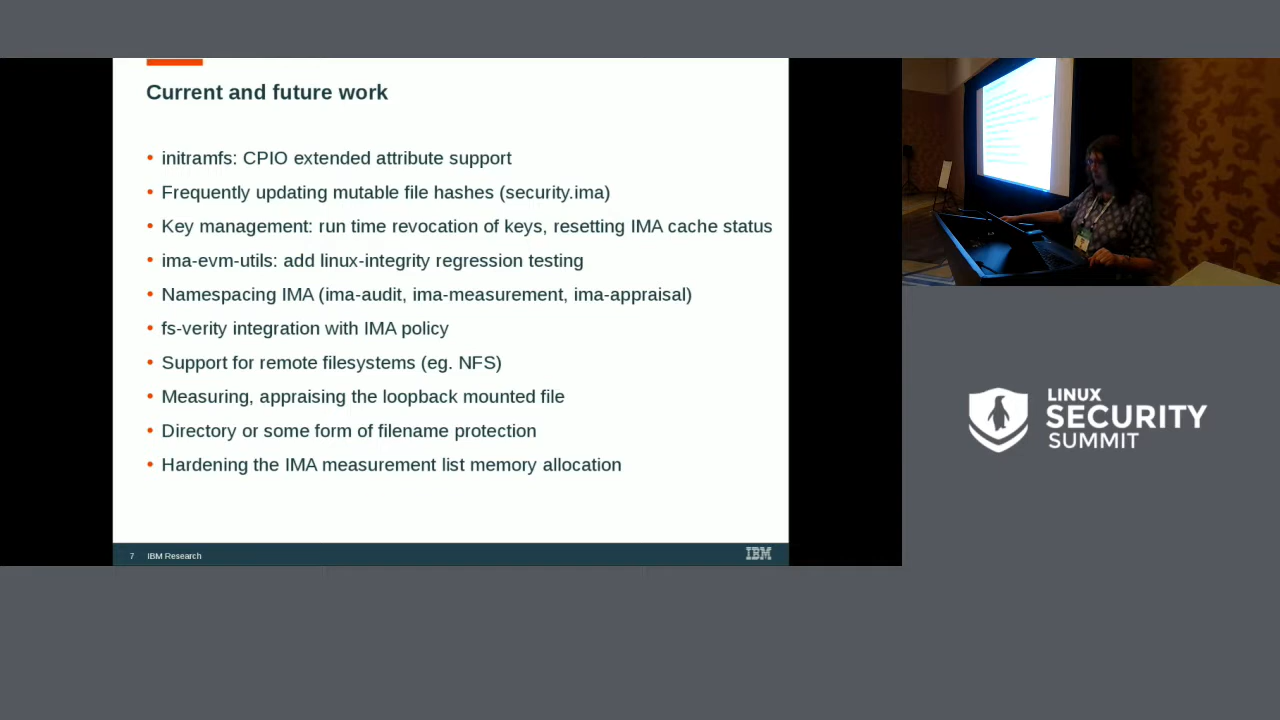 Current and future work
• initramfs: CPIO extended attribute support
• Frequently updating mutable file hashes (security.ima)
• Key management: run time revocation of keys, resetting IMA cache status
• ima-evm-utils: add linux-integrity regression testing
• Namespacing IMA (ima-audit, ima-measurement, ima-appraisal)
• fs-verity integration with IMA policy
• Support for remote filesystems (eg. NFS)
• Measuring, appraising the loopback mounted file
• Directory or some form of filename protection
• Hardening the IMA measurement list memory allocation
7 IBM Research
IBM
LINUX
SECURITY
SUMMIT